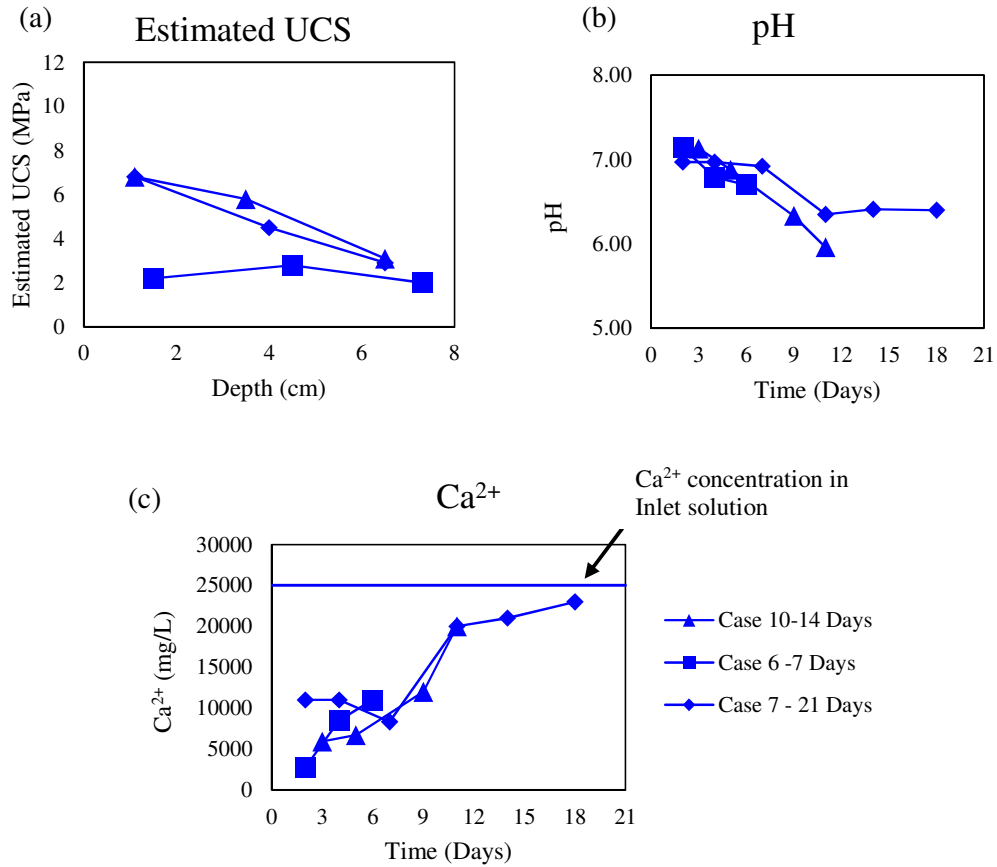 (a)
Estimated UCS
12
10
8
6
4
2
0
0 2 4 6 8
Estimated UCS (MPa)
Depth (cm)
(b)
pH
8.00
7.00
6.00
5.00
0 3 6 9 12 15 18 21
pH
Time (Days)
(c)
Ca²⁺
Ca²⁺ concentration in
Inlet solution
30000
25000
20000
15000
10000
5000
0
0 3 6 9 12 15 18 21
Ca²⁺ (mg/L)
Time (Days)
Case 10-14 Days
Case 6 -7 Days
Case 7 - 21 Days